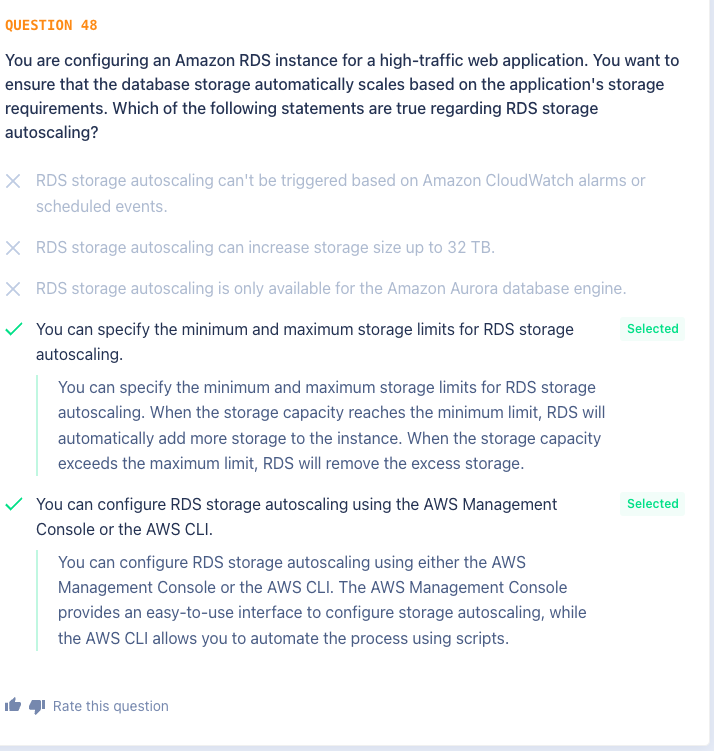 QUESTION 48
You are configuring an Amazon RDS instance for a high-traffic web application. You want to
ensure that the database storage automatically scales based on the application's storage
requirements. Which of the following statements are true regarding RDS storage
autoscaling?
RDS storage autoscaling can't be triggered based on Amazon CloudWatch alarms or
scheduled events.
RDS storage autoscaling can increase storage size up to 32 TB.
RDS storage autoscaling is only available for the Amazon Aurora database engine.
You can specify the minimum and maximum storage limits for RDS storage
autoscaling.
Selected
You can specify the minimum and maximum storage limits for RDS storage
autoscaling. When the storage capacity reaches the minimum limit, RDS will
automatically add more storage to the instance. When the storage capacity
exceeds the maximum limit, RDS will remove the excess storage.
You can configure RDS storage autoscaling using the AWS Management
Console or the AWS CLI.
Selected
You can configure RDS storage autoscaling using either the AWS
Management Console or the AWS CLI. The AWS Management Console
provides an easy-to-use interface to configure storage autoscaling, while
the AWS CLI allows you to automate the process using scripts.
Rate this question